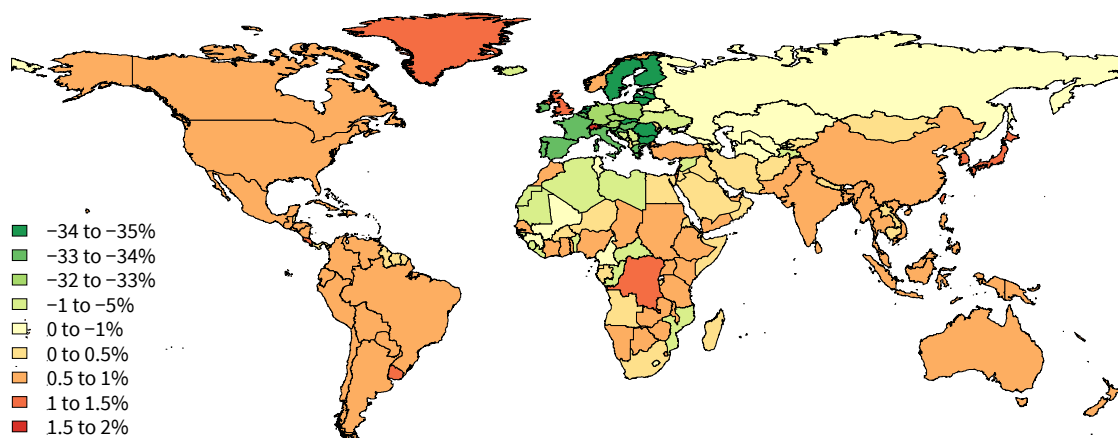 −34 to −35%
−33 to −34%
−32 to −33%
−1 to −5%
0 to −1%
0 to 0.5%
0.5 to 1%
1 to 1.5%
1.5 to 2%